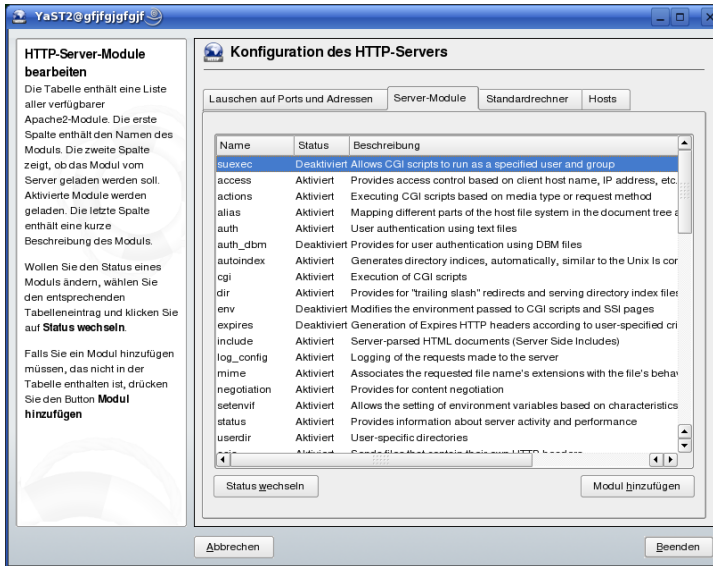 YaST2@gfjfgjgfgjf
HTTP-Server-Module
bearbeiten
Die Tabelle enthält eine Liste
aller verfügbarer
Apache2-Module. Die erste
Spalte enthält den Namen des
Moduls. Die zweite Spalte
zeigt, ob das Modul vom
Server geladen werden soll.
Aktivierte Module werden
geladen. Die letzte Spalte
enthält eine kurze
Beschreibung des Moduls.
Wollen Sie den Status eines
Moduls ändern, wählen Sie
den entsprechenden
Tabelleneintrag und klicken Sie
auf Status wechseln.
Falls Sie ein Modul hinzufügen
müssen, das nicht in der
Tabelle enthalten ist, drücken
Sie den Button Modul
hinzufügen
Konfiguration des HTTP-Servers
Lauschen auf Ports und Adressen Server-Module Standardrechner Hosts
Name Status Beschreibung
suexec Deaktiviert Allows CGI scripts to run as a specified user and group
access Aktiviert Provides access control based on client host name, IP address, etc.
actions Aktiviert Executing CGI scripts based on media type or request method
alias Aktiviert Mapping different parts of the host file system in the document tree a
auth Aktiviert User authentication using text files
auth_dbm Deaktiviert Provides for user authentication using DBM files
autoindex Aktiviert Generates directory indices, automatically, similar to the Unix ls cor
cgi Aktiviert Execution of CGI scripts
dir Aktiviert Provides for "trailing slash" redirects and serving directory index files
env Deaktiviert Modifies the environment passed to CGI scripts and SSI pages
expires Deaktiviert Generation of Expires HTTP headers according to user-specified cri
include Aktiviert Server-parsed HTML documents (Server Side Includes)
log_config Aktiviert Logging of the requests made to the server
mime Aktiviert Associates the requested file name's extensions with the file's behav
negotiation Aktiviert Provides for content negotiation
setenvif Aktiviert Allows the setting of environment variables based on characteristics
status Aktiviert Provides information about server activity and performance
userdir Aktiviert User-specific directories
Aktiviert Sends files that contain their own HTTP headers
Status wechseln Modul hinzufügen
Abbrechen Beenden